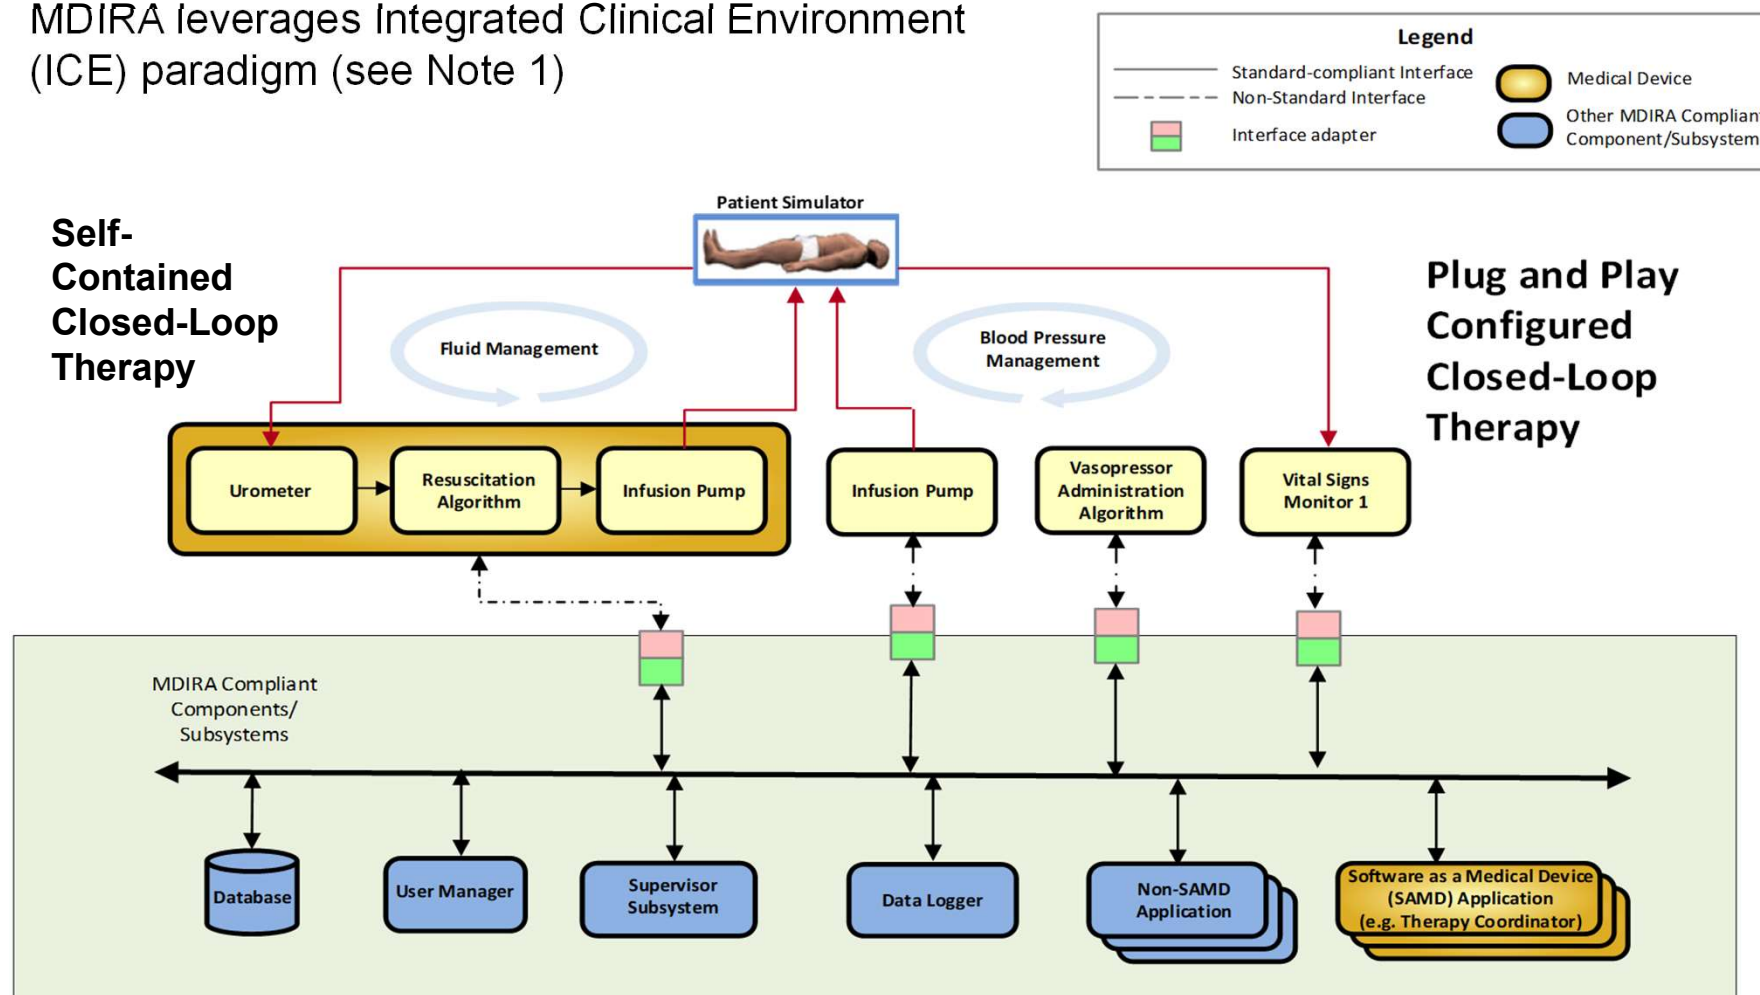 MDIRA leverages Integrated Clinical Environment
(ICE) paradigm (see Note 1)
Legend
Standard-compliant Interface
Non-Standard Interface
Interface adapter
Medical Device
Other MDIRA Compliant
Component/Subsystem
Patient Simulator
Self-
Contained
Closed-Loop
Therapy
Fluid Management
Blood Pressure
Management
Plug and Play
Configured
Closed-Loop
Therapy
Urometer
Resuscitation
Algorithm
Infusion Pump
Infusion Pump
Vasopressor
Administration
Algorithm
Vital Signs
Monitor 1
MDIRA Compliant
Components/
Subsystems
Database
User Manager
Supervisor
Subsystem
Data Logger
Non-SAMD
Application
Software as a Medical Device
(SAMD) Application
(e.g. Therapy Coordinator)